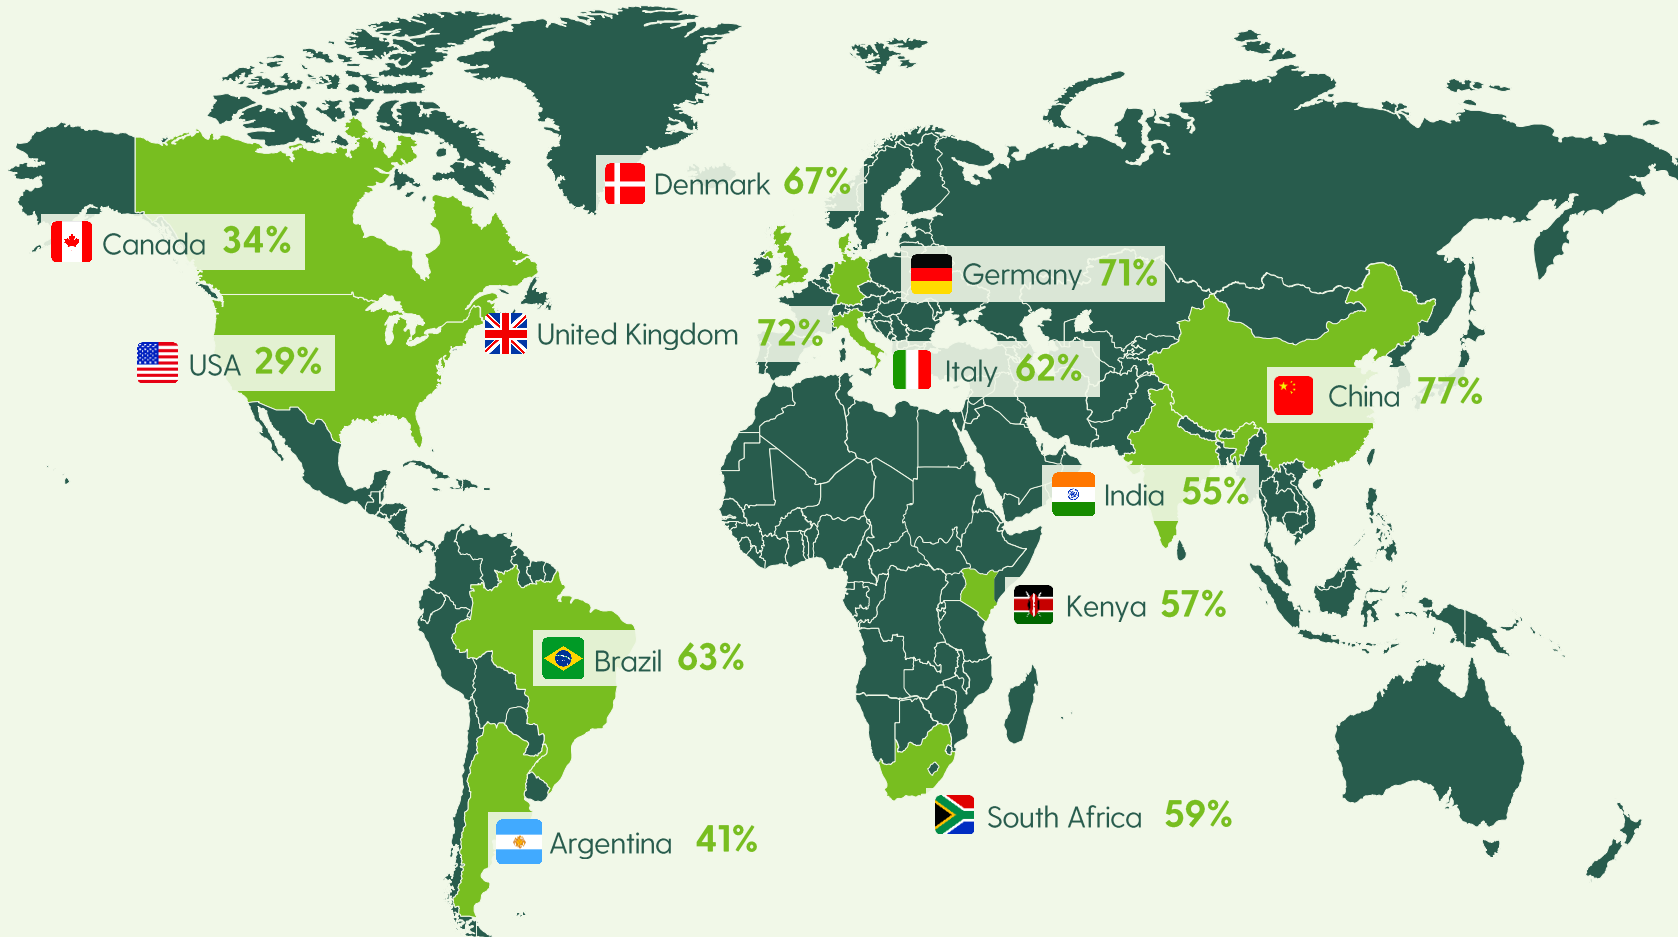 Denmark 67%
Canada 34%
Germany 71%
United Kingdom 72%
USA 29%
Italy 62%
China 77%
India 55%
Kenya 57%
Brazil 63%
South Africa 59%
Argentina 41%